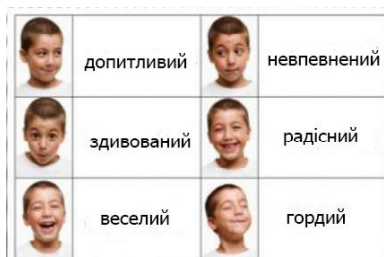 допитливий
невпевнений
здивований
радісний
веселий
гордий